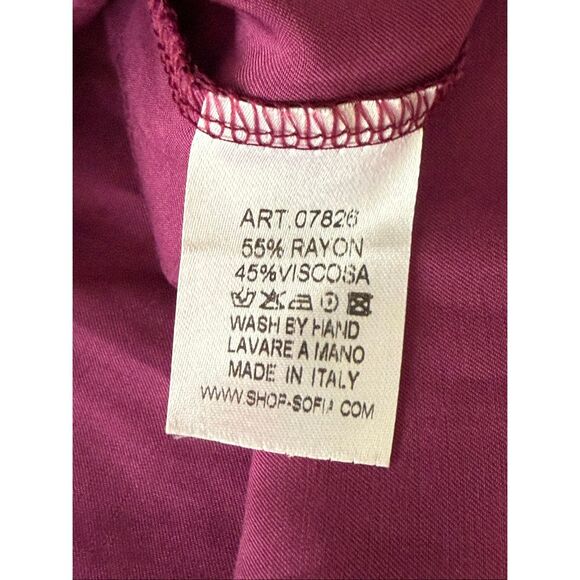 ART.07826
55% RAYON
45%VISCOSA
WASH BY HAND
LAVARE A MANO
MADE IN ITALY
WWW.SHOP-SOFIA.COM